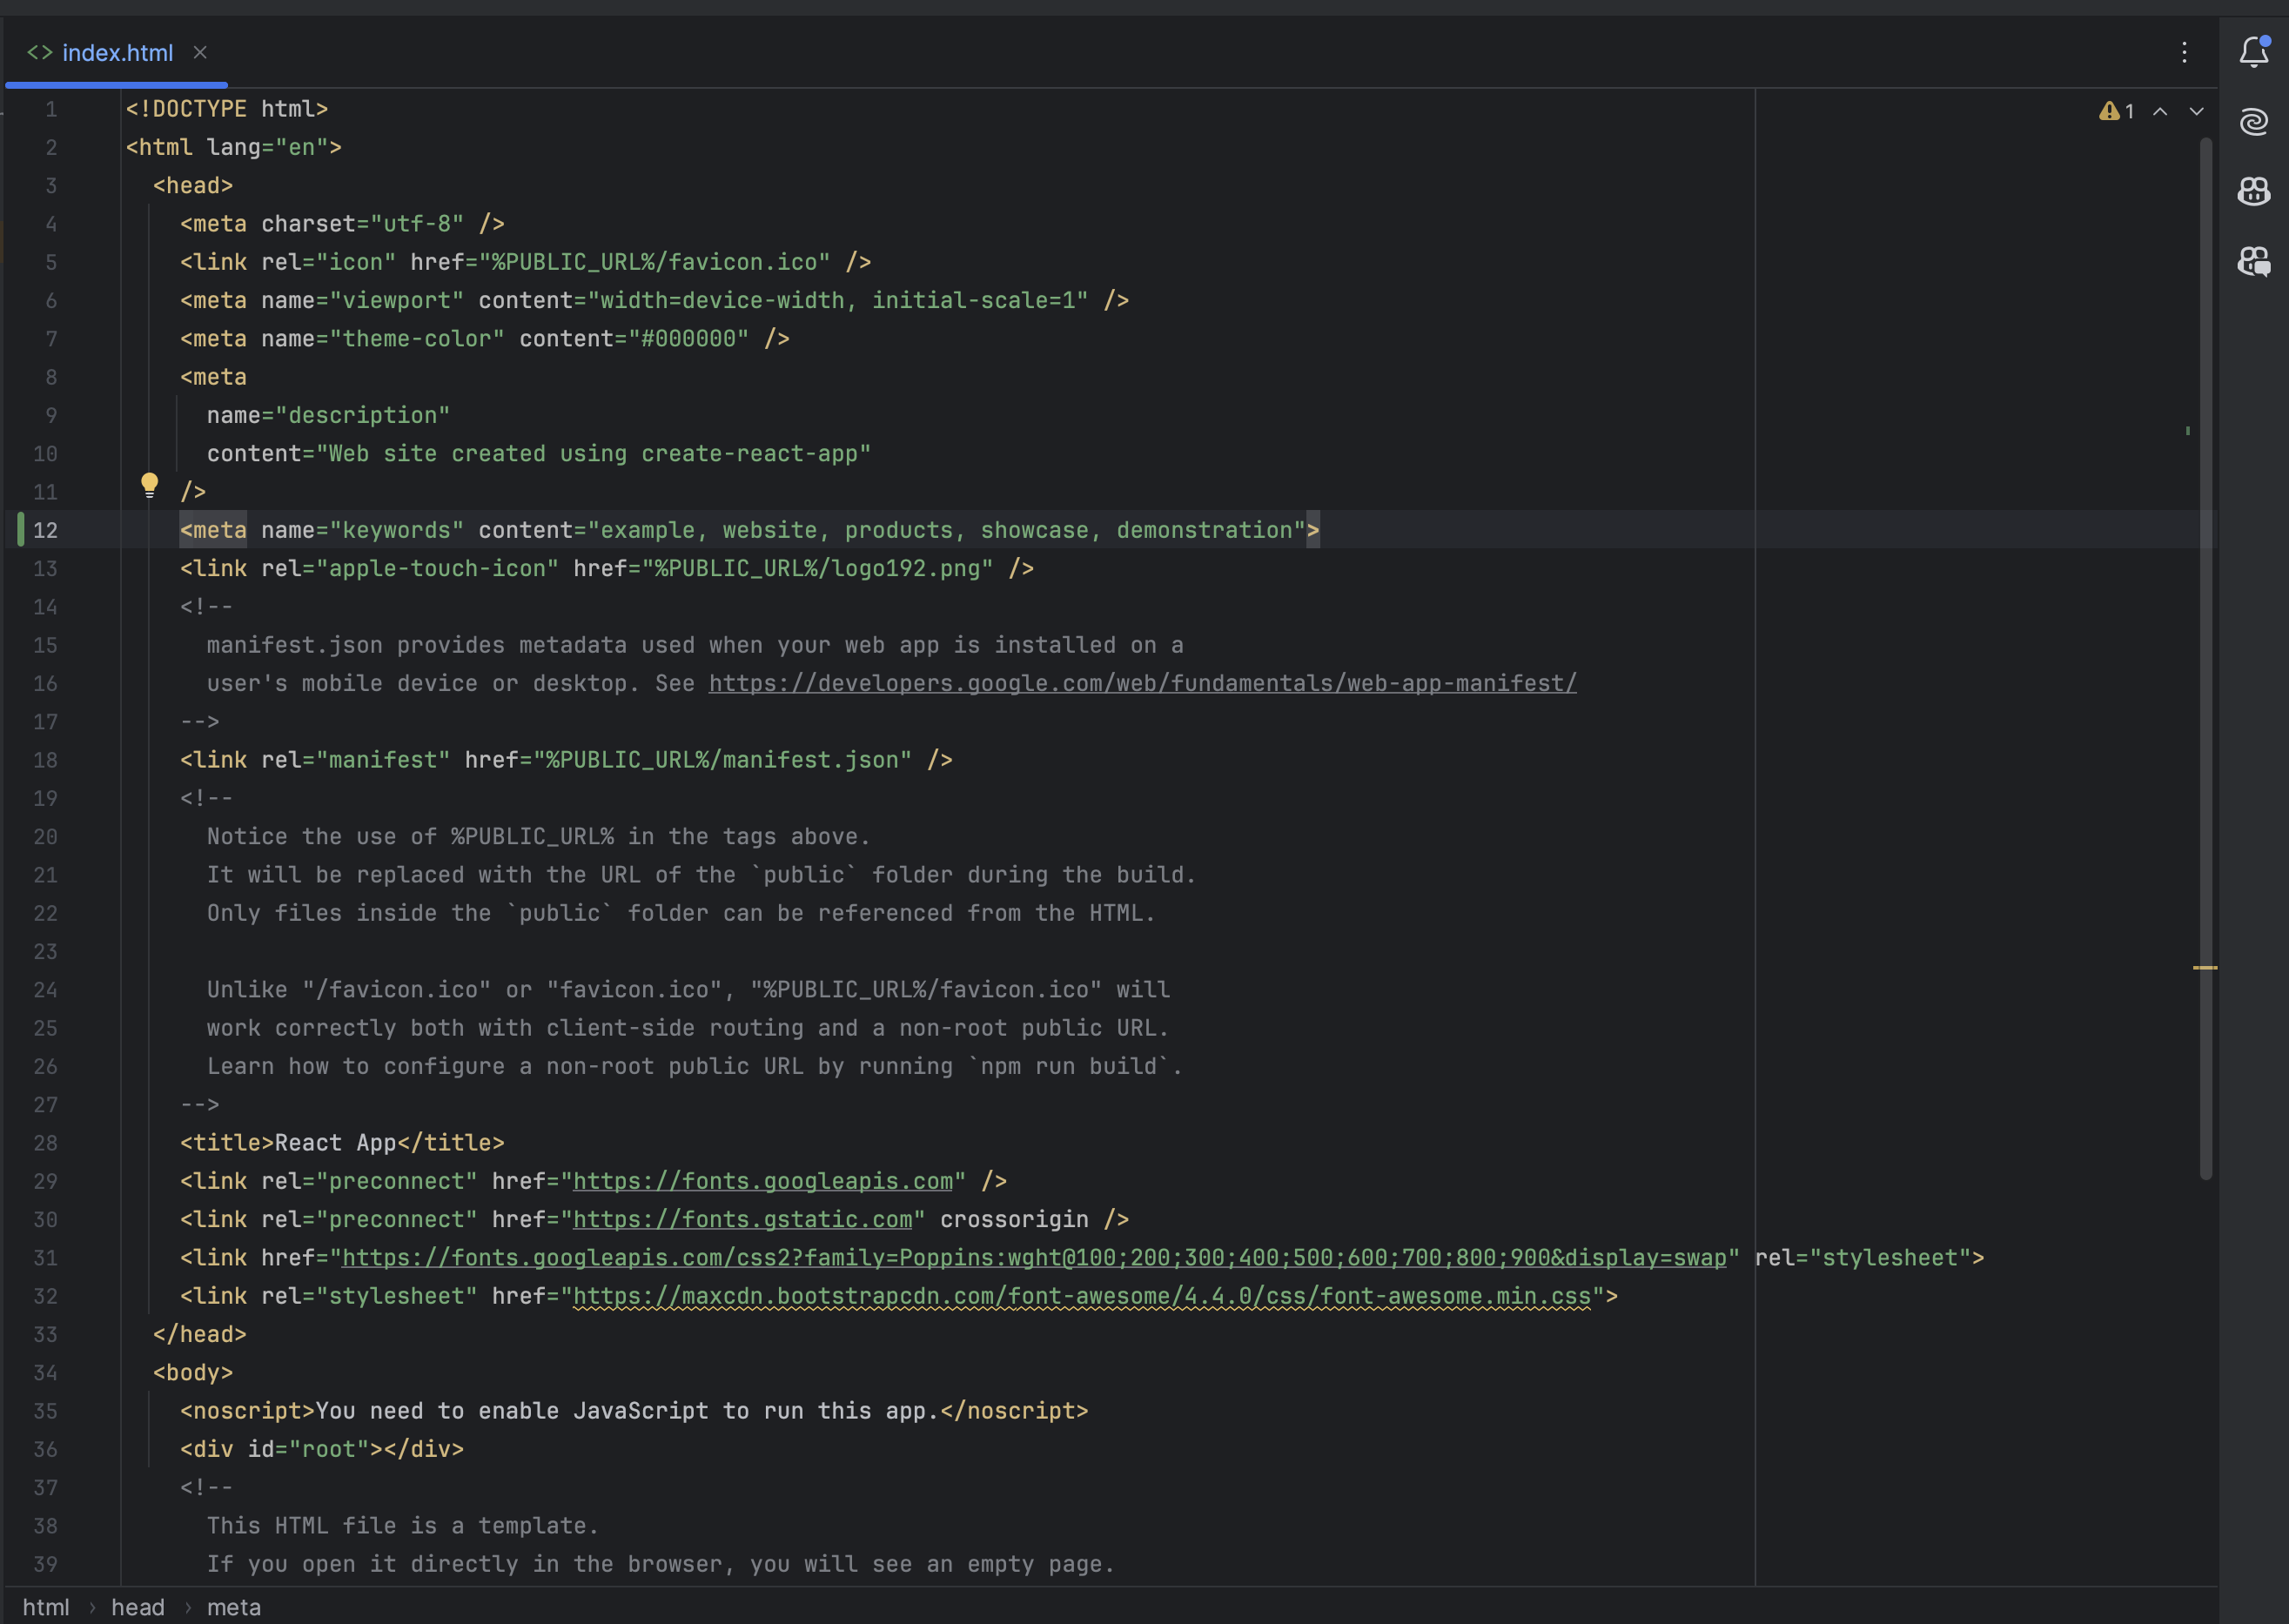 <> index.html ×
1
1 <!DOCTYPE html>
2 <html lang="en">
3   <head>
4     <meta charset="utf-8" />
5     <link rel="icon" href="%PUBLIC_URL%/favicon.ico" />
6     <meta name="viewport" content="width=device-width, initial-scale=1" />
7     <meta name="theme-color" content="#000000" />
8     <meta
9       name="description"
10       content="Web site created using create-react-app"
11     />
12     <meta name="keywords" content="example, website, products, showcase, demonstration">
13     <link rel="apple-touch-icon" href="%PUBLIC_URL%/logo192.png" />
14     <!--
15       manifest.json provides metadata used when your web app is installed on a
16       user's mobile device or desktop. See https://developers.google.com/web/fundamentals/web-app-manifest/
17     -->
18     <link rel="manifest" href="%PUBLIC_URL%/manifest.json" />
19     <!--
20       Notice the use of %PUBLIC_URL% in the tags above.
21       It will be replaced with the URL of the `public` folder during the build.
22       Only files inside the `public` folder can be referenced from the HTML.
23
24       Unlike "/favicon.ico" or "favicon.ico", "%PUBLIC_URL%/favicon.ico" will
25       work correctly both with client-side routing and a non-root public URL.
26       Learn how to configure a non-root public URL by running `npm run build`.
27     -->
28     <title>React App</title>
29     <link rel="preconnect" href="https://fonts.googleapis.com" />
30     <link rel="preconnect" href="https://fonts.gstatic.com" crossorigin />
31     <link href="https://fonts.googleapis.com/css2?family=Poppins:wght@100;200;300;400;500;600;700;800;900&display=swap" rel="stylesheet">
32     <link rel="stylesheet" href="https://maxcdn.bootstrapcdn.com/font-awesome/4.4.0/css/font-awesome.min.css">
33   </head>
34   <body>
35     <noscript>You need to enable JavaScript to run this app.</noscript>
36     <div id="root"></div>
37     <!--
38       This HTML file is a template.
39       If you open it directly in the browser, you will see an empty page.
html › head › meta